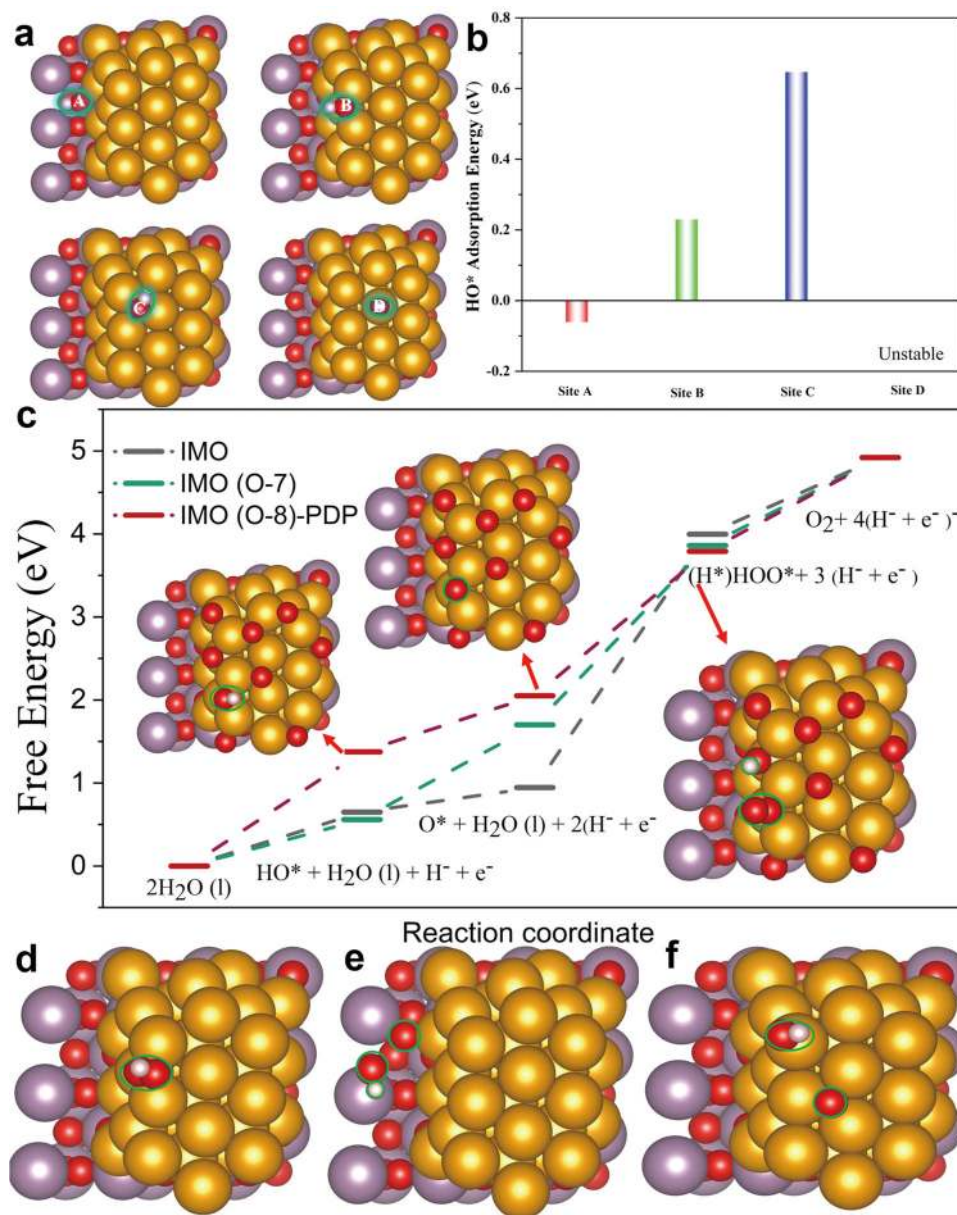 a
A
B
C
D
b
HO* Adsorption Energy (eV)
0.8
0.6
0.4
0.2
0.0
-0.2
Unstable
Site A
Site B
Site C
Site D
c
Free Energy (eV)
5
4
3
2
1
0
IMO
IMO (O-7)
IMO (O-8)-PDP
O2+ 4(H- + e-)-
(H*)HOO*+ 3 (H- + e-)
O* + H2O (l) + 2(H- + e-
HO* + H2O (l) + H- + e-
2H2O (l)
Reaction coordinate
d
e
f